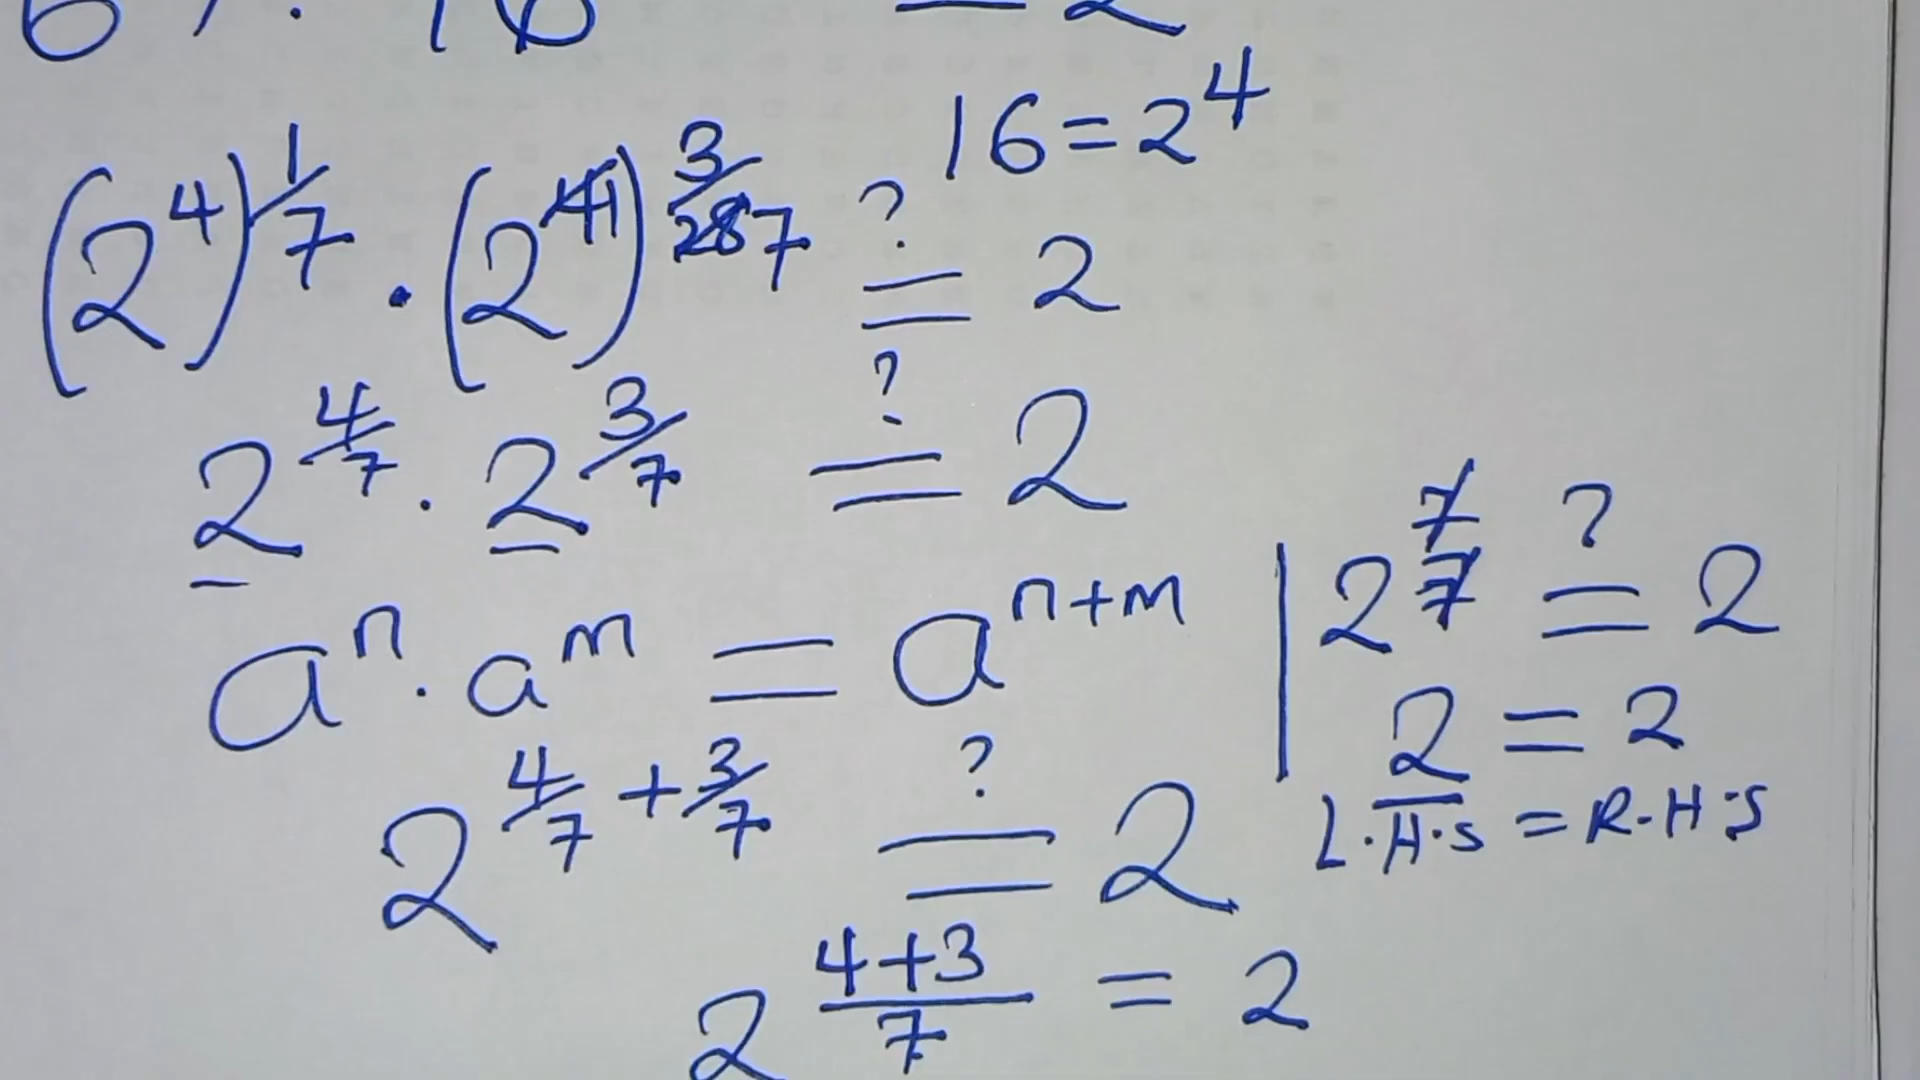 = 2
16 = 2^4
(2^4)^1/7 · (2^4)^3/28 7 ?= 2
2^4/7 · 2^3/7 ?= 2
a^n · a^m = a^n+m
2^4/7 + 3/7 ?= 2
2^4+3/7 = 2
2^7/7 ?= 2
2 = 2
L.H.S = R.H.S